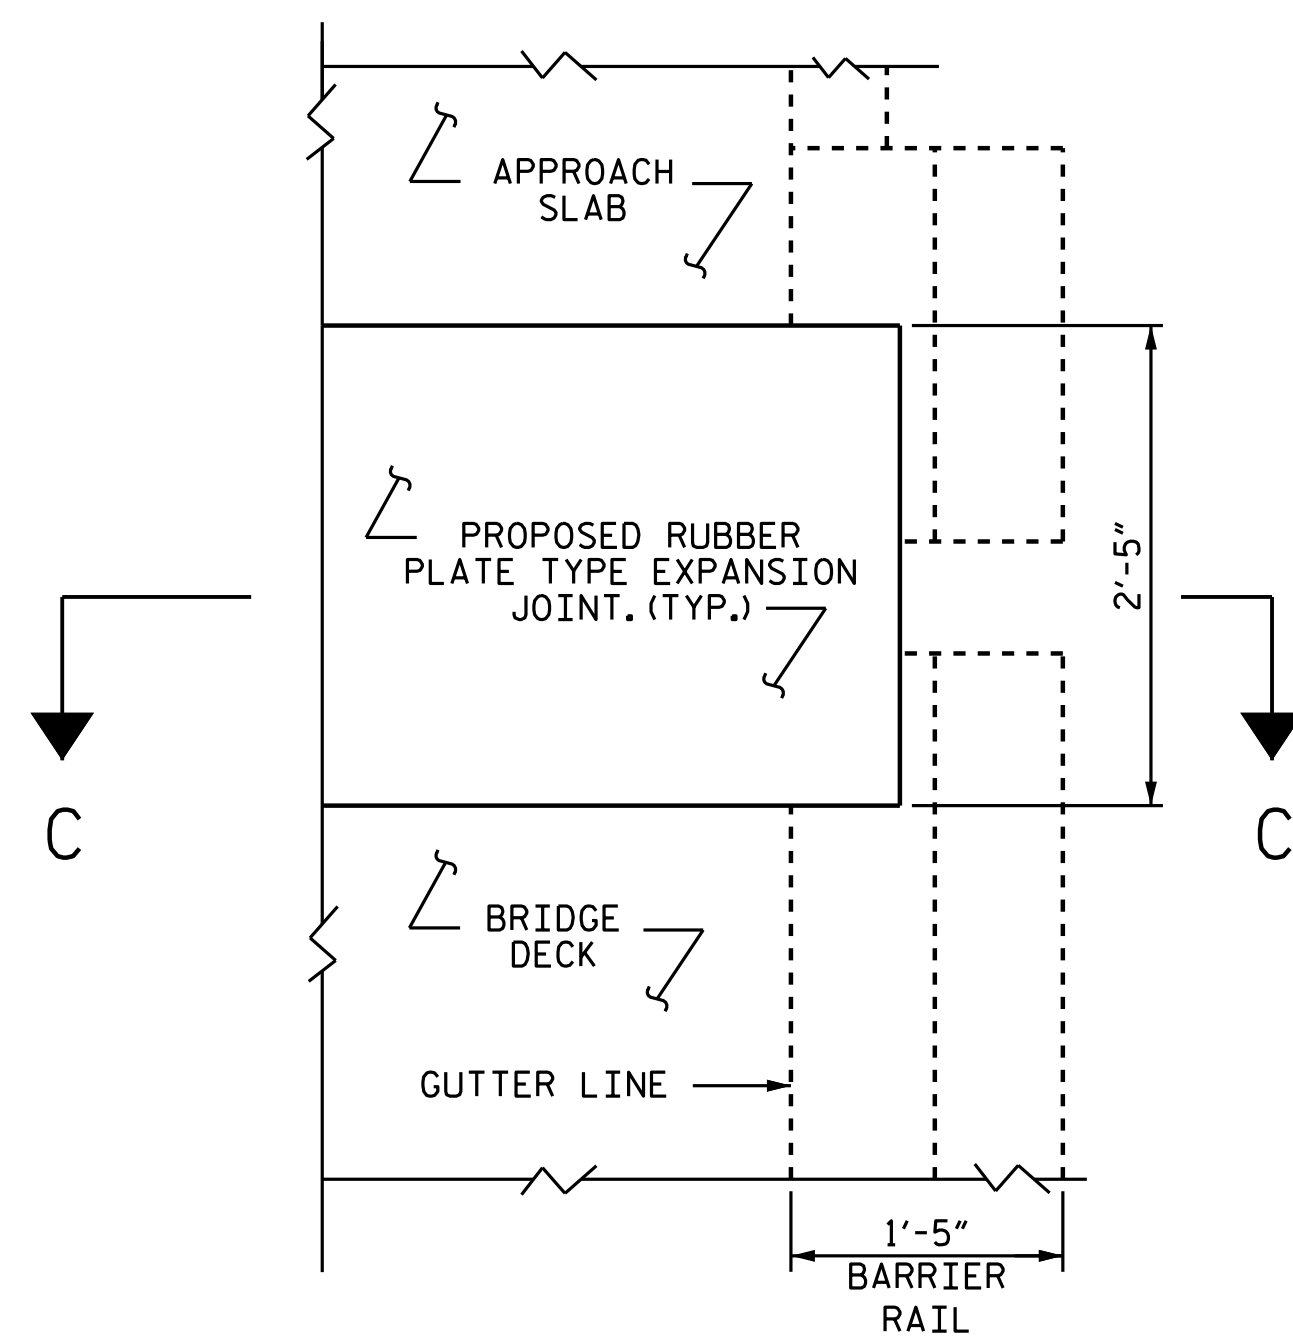 APPROACH
SLAB
PROPOSED RUBBER
PLATE TYPE EXPANSION
JOINT.(TYP.)
2'-5"
C
C
BRIDGE
DECK
GUTTER LINE
1'-5"
BARRIER
RAIL